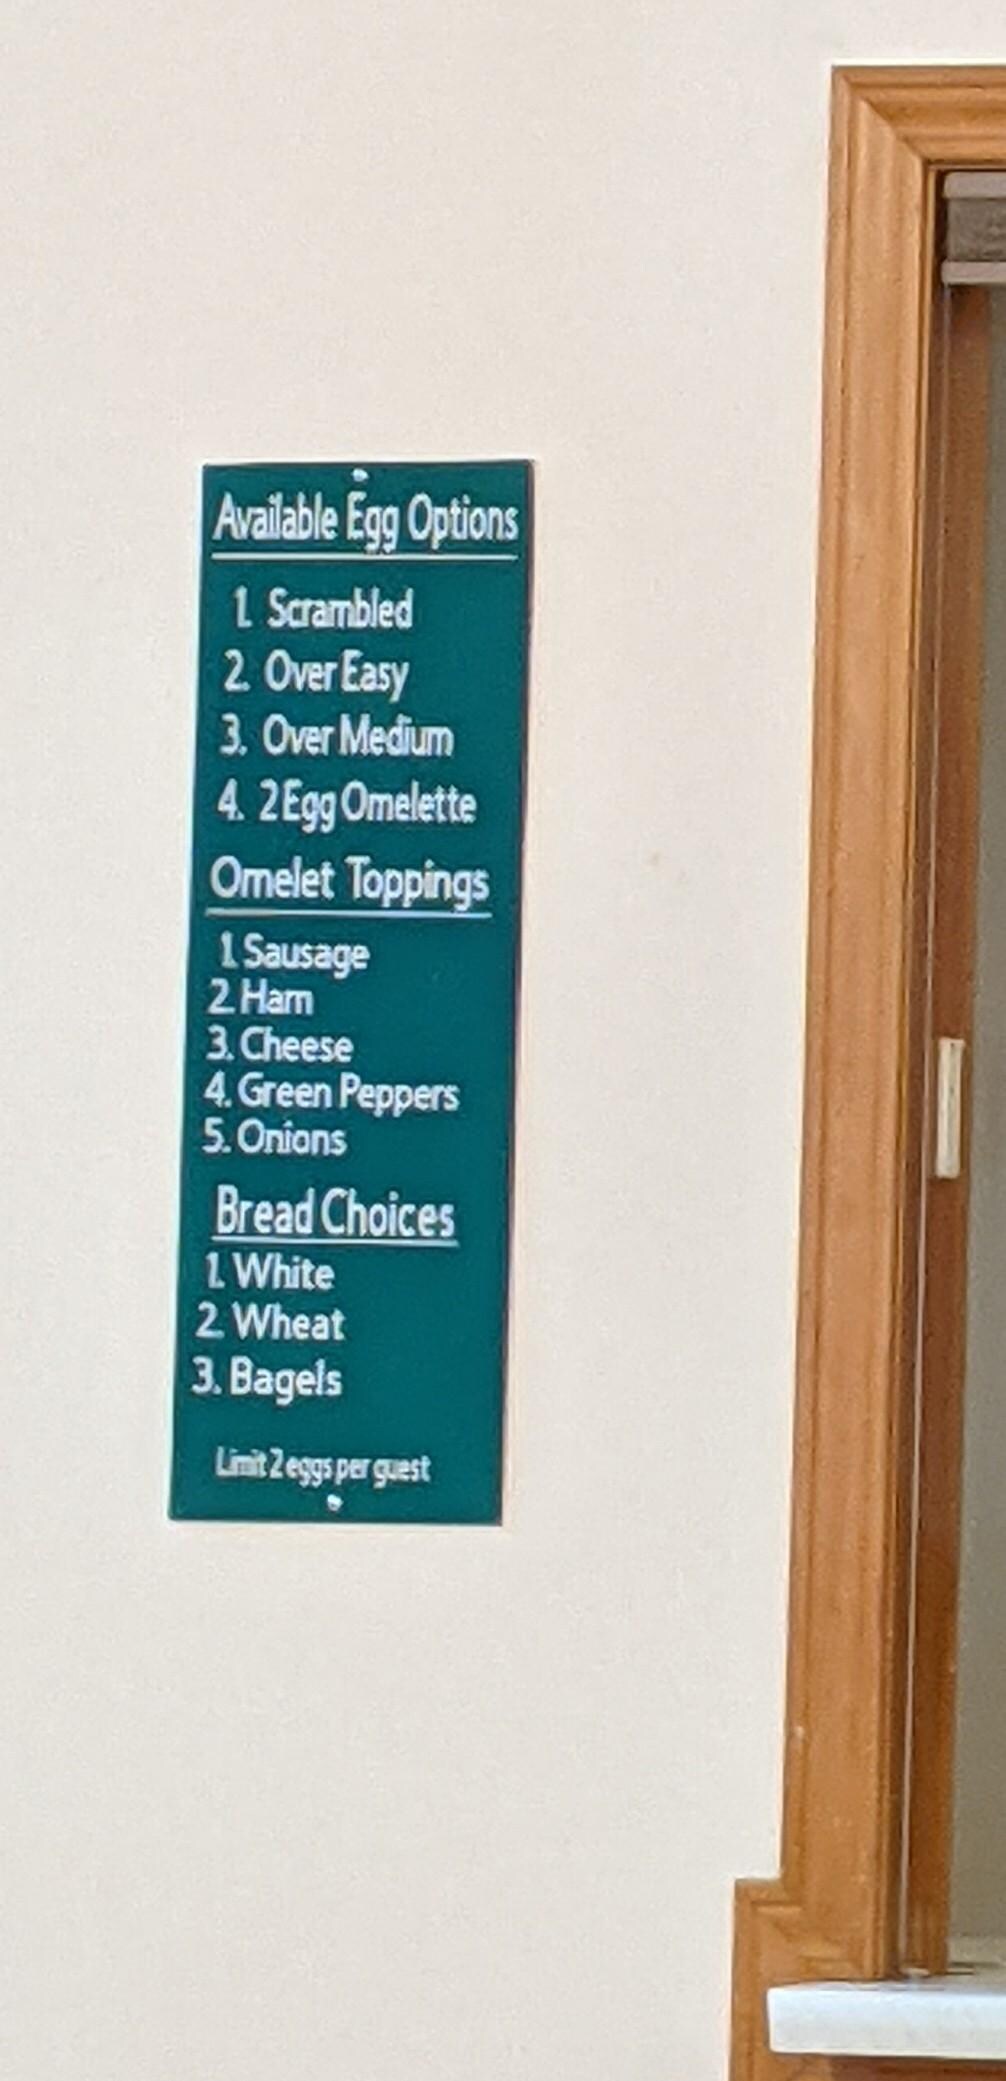 Available Egg Options
1. Scrambled
2. Over Easy
3. Over Medium
4. 2 Egg Omelette
Omelet Toppings
1. Sausage
2. Ham
3. Cheese
4. Green Peppers
5. Onions
Bread Choices
1. White
2. Wheat
3. Bagels
Limit 2 eggs per guest